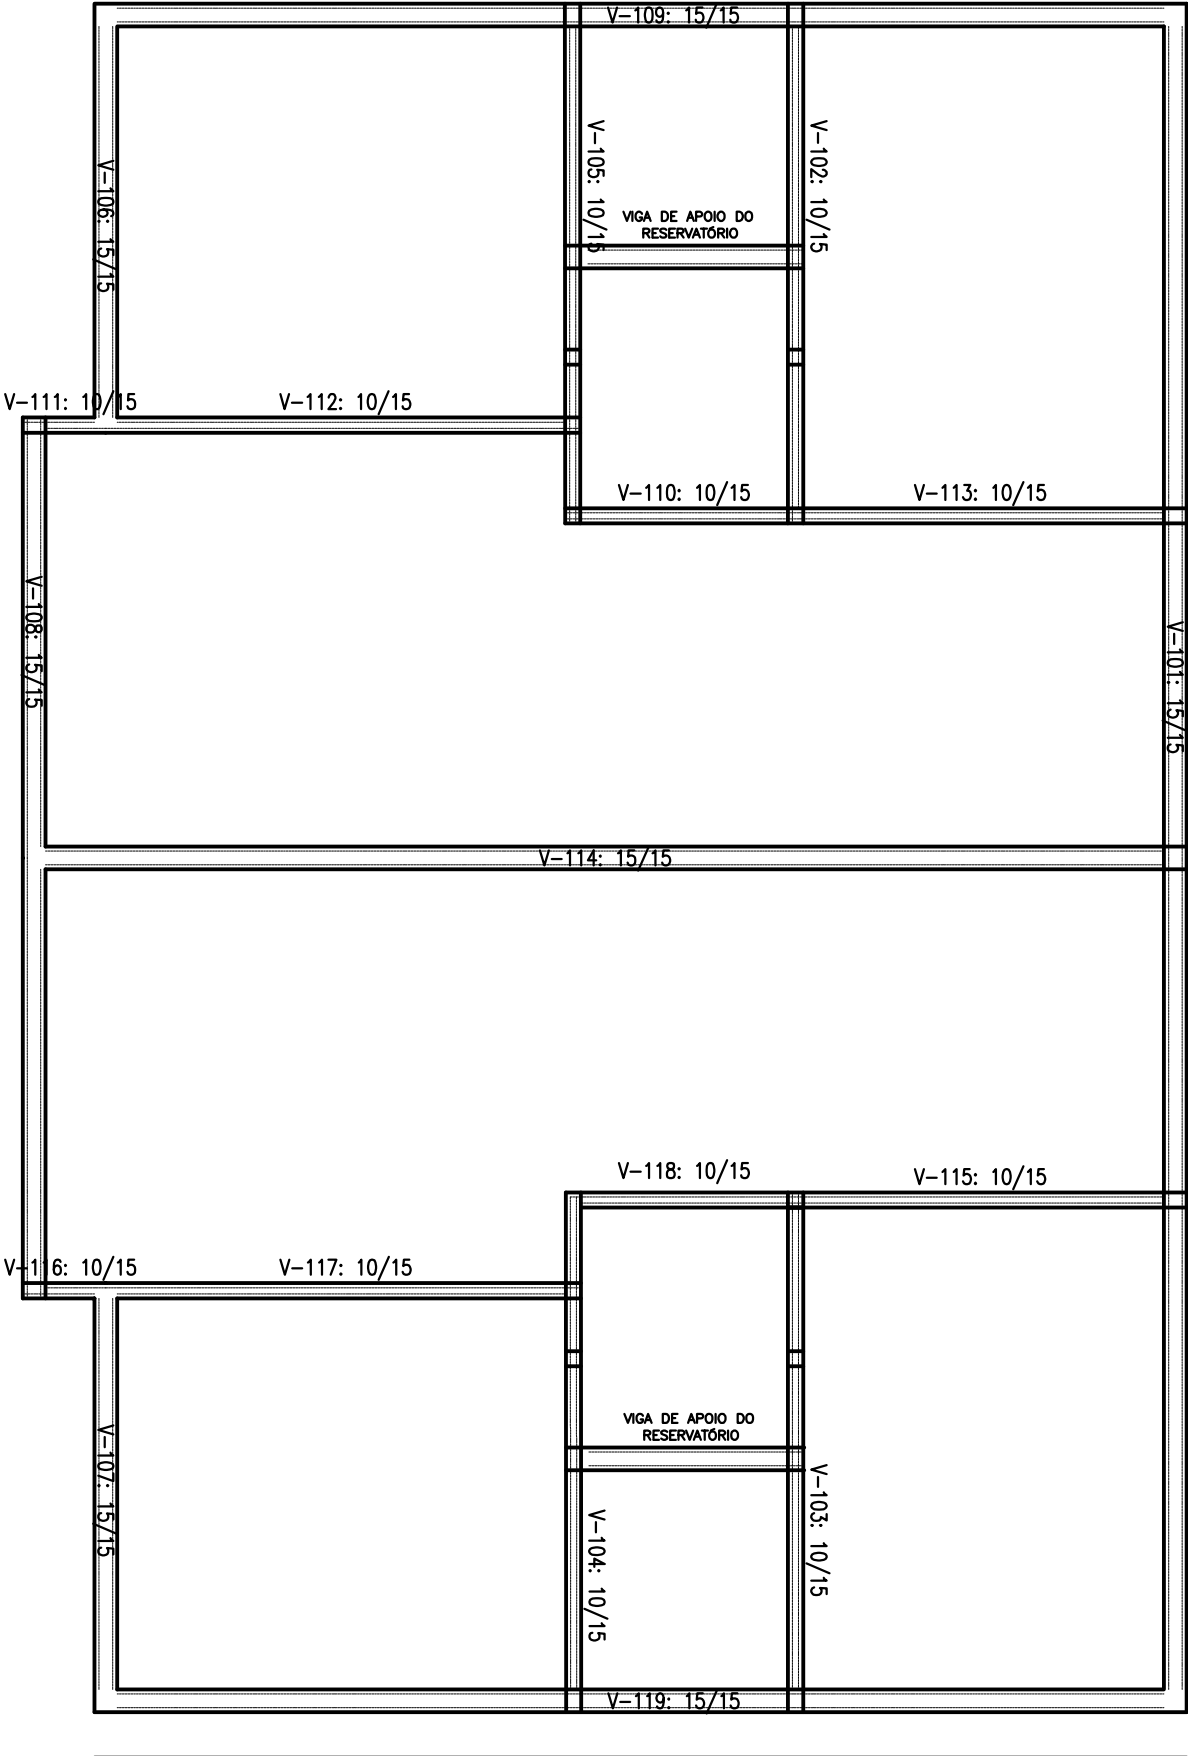 V-109: 15/15
V-105: 10/15
V-102: 10/15
V-106: 15/15
VIGA DE APOIO DO
RESERVATÓRIO
V-111: 10/15
V-112: 10/15
V-110: 10/15
V-113: 10/15
V-108: 15/15
V-101: 15/15
V-114: 15/15
V-118: 10/15
V-115: 10/15
V-116: 10/15
V-117: 10/15
VIGA DE APOIO DO
RESERVATÓRIO
V-107: 15/15
V-103: 10/15
V-104: 10/15
V-119: 15/15